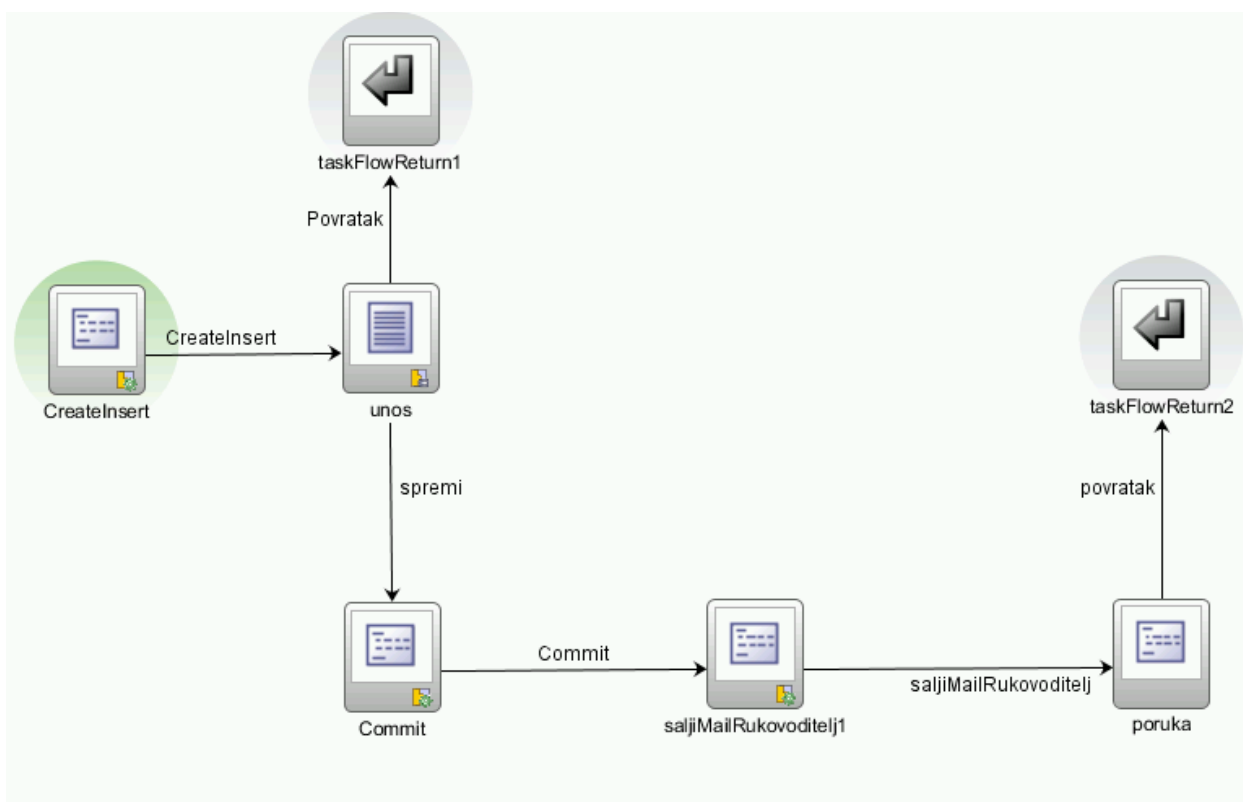 taskFlowReturn1
Povratak
CreateInsert
CreateInsert
unos
taskFlowReturn2
spremi
povratak
Commit
Commit
saljiMailRukovoditelj1
saljiMailRukovoditelj
poruka